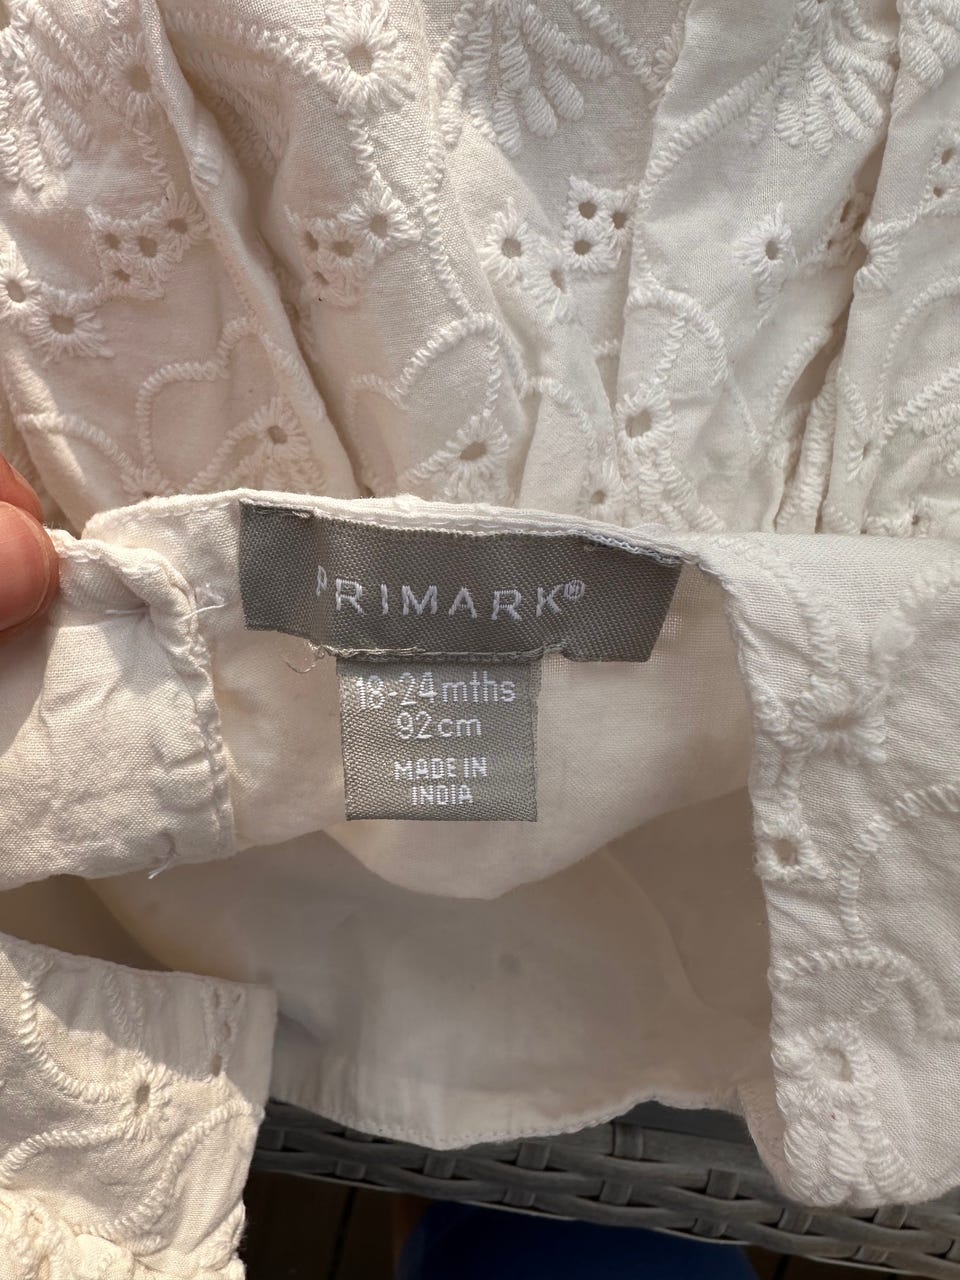 PRIMARK®
18-24mths
92cm
MADE IN
INDIA